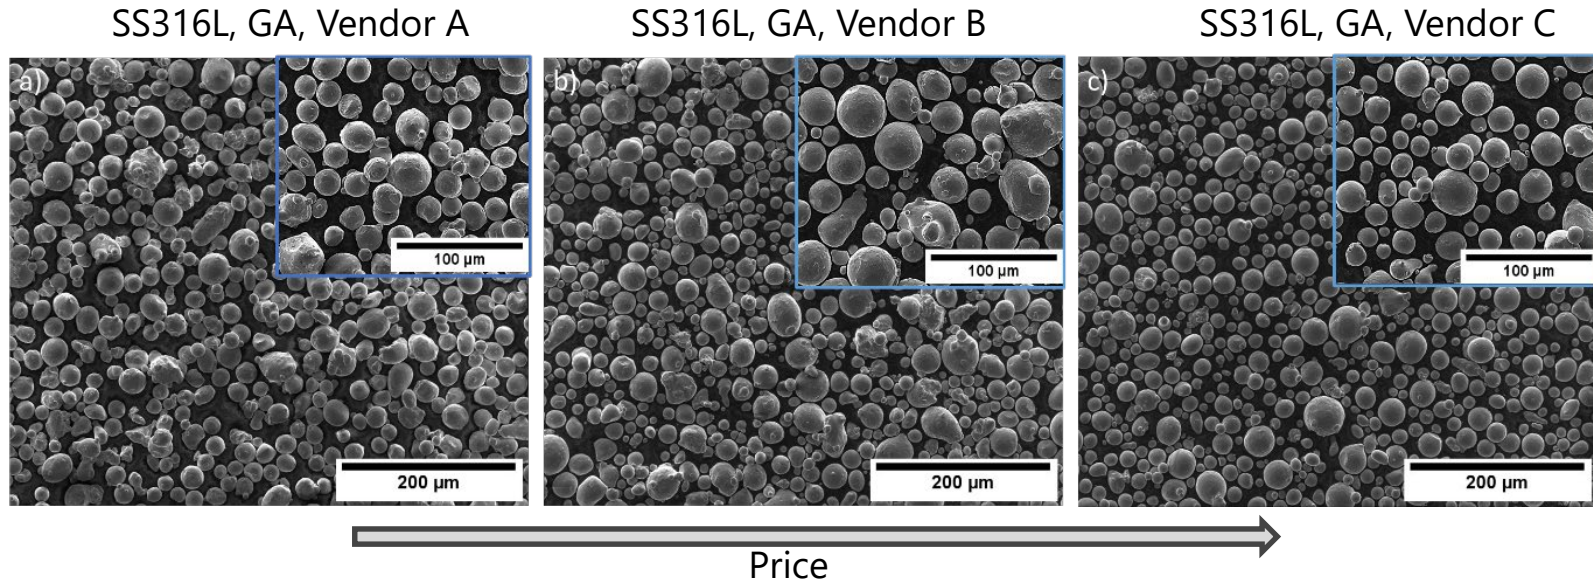 SS316L, GA, Vendor A
SS316L, GA, Vendor B
SS316L, GA, Vendor C
a)
100 µm
200 µm
b)
100 µm
200 µm
c)
100 µm
200 µm
Price